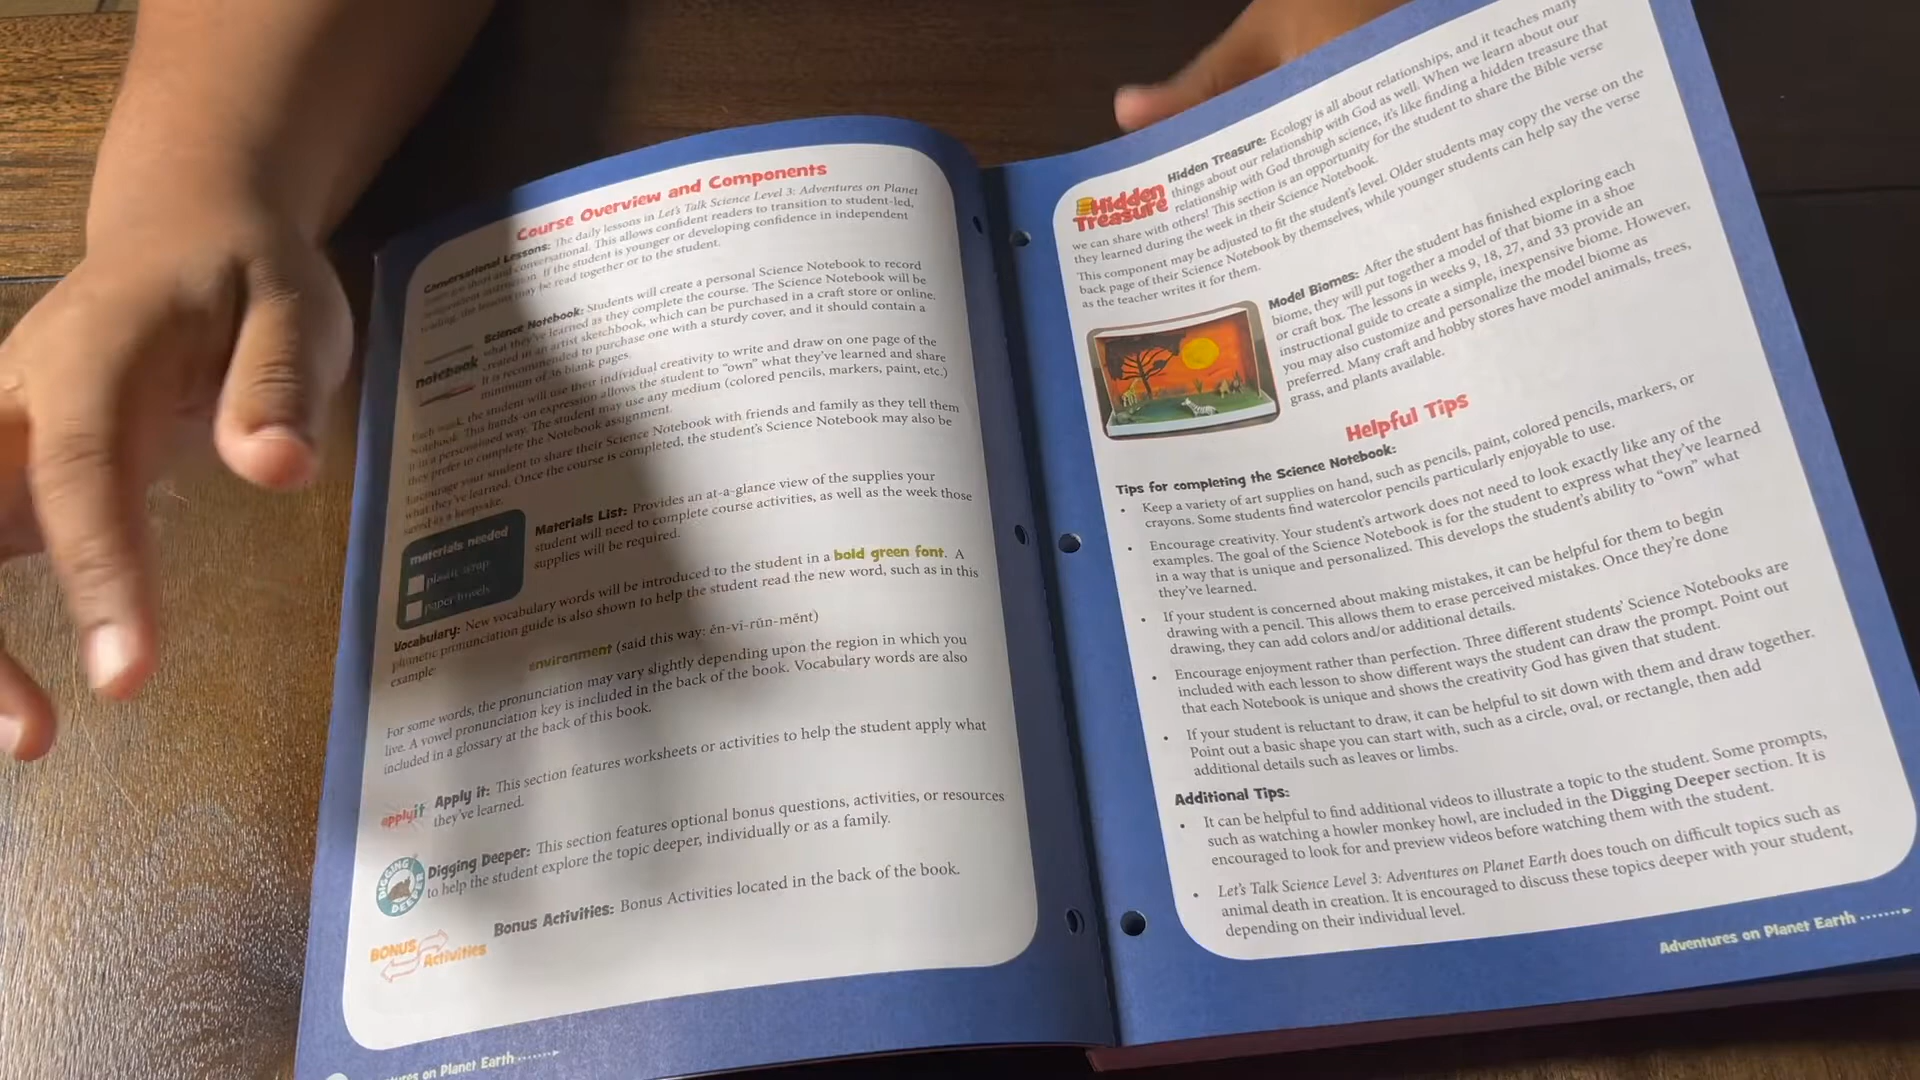 Course Overview and Components
Conversational Lessons: The daily lessons in Let's Talk Science Level 3: Adventures on Planet
are short and conversational. This allows confident readers to transition to student-led,
independent instruction. If the student is younger or developing confidence in independent
reading, the lessons may be read together or to the student.
notebook
Science Notebook: Students will create a personal Science Notebook to record
what they've learned as they complete the course. The Science Notebook will be
created in an artist sketchbook, which can be purchased in a craft store or online.
It is recommended to purchase one with a sturdy cover, and it should contain a
minimum of 36 blank pages.
Each week, the student will use their individual creativity to write and draw on one page of the
Notebook. This hands-on expression allows the student to "own" what they've learned and share
it in a personalized way. The student may use any medium (colored pencils, markers, paint, etc.)
they prefer to complete the Notebook assignment.
Encourage your student to share their Science Notebook with friends and family as they tell them
what they've learned. Once the course is completed, the student's Science Notebook may also be
saved as a keepsake.
materials needed
plastic wrap
paper towels
Materials List: Provides an at-a-glance view of the supplies your
student will need to complete course activities, as well as the week those
supplies will be required.
Vocabulary: New vocabulary words will be introduced to the student in a bold green font. A
phonetic pronunciation guide is also shown to help the student read the new word, such as in this
example
environment (said this way: ĕn-vī-rŭn-mĕnt)
For some words, the pronunciation may vary slightly depending upon the region in which you
live. A vowel pronunciation key is included in the back of the book. Vocabulary words are also
included in a glossary at the back of this book.
applyit
Apply it: This section features worksheets or activities to help the student apply what
they've learned.
DIGGING DEEPER
Digging Deeper: This section features optional bonus questions, activities, or resources
to help the student explore the topic deeper, individually or as a family.
BONUS Activities
Bonus Activities: Bonus Activities located in the back of the book.
on Planet Earth
Hidden Treasure
Hidden Treasure: Ecology is all about relationships, and it teaches many
things about our relationship with God as well. When we learn about our
relationship with God through science, it's like finding a hidden treasure that
we can share with others! This section is an opportunity for the student to share the Bible verse
they learned during the week in their Science Notebook.
This component may be adjusted to fit the student's level. Older students may copy the verse on the
back page of their Science Notebook by themselves, while younger students can help say the verse
as the teacher writes it for them.
Model Biomes: After the student has finished exploring each
biome, they will put together a model of that biome in a shoe
or craft box. The lessons in weeks 9, 18, 27, and 33 provide an
instructional guide to create a simple, inexpensive biome. However,
you may also customize and personalize the model biome as
preferred. Many craft and hobby stores have model animals, trees,
grass, and plants available.
Helpful Tips
Tips for completing the Science Notebook:
• Keep a variety of art supplies on hand, such as pencils, paint, colored pencils, markers, or
crayons. Some students find watercolor pencils particularly enjoyable to use.
• Encourage creativity. Your student's artwork does not need to look exactly like any of the
examples. The goal of the Science Notebook is for the student to express what they've learned
in a way that is unique and personalized. This develops the student's ability to "own" what
they've learned.
• If your student is concerned about making mistakes, it can be helpful for them to begin
drawing with a pencil. This allows them to erase perceived mistakes. Once they're done
drawing, they can add colors and/or additional details.
• Encourage enjoyment rather than perfection. Three different students' Science Notebooks are
included with each lesson to show different ways the student can draw the prompt. Point out
that each Notebook is unique and shows the creativity God has given that student.
• If your student is reluctant to draw, it can be helpful to sit down with them and draw together.
Point out a basic shape you can start with, such as a circle, oval, or rectangle, then add
additional details such as leaves or limbs.
Additional Tips:
• It can be helpful to find additional videos to illustrate a topic to the student. Some prompts,
such as watching a howler monkey howl, are included in the Digging Deeper section. It is
encouraged to look for and preview videos before watching them with the student.
• Let's Talk Science Level 3: Adventures on Planet Earth does touch on difficult topics such as
animal death in creation. It is encouraged to discuss these topics deeper with your student,
depending on their individual level.
Adventures on Planet Earth